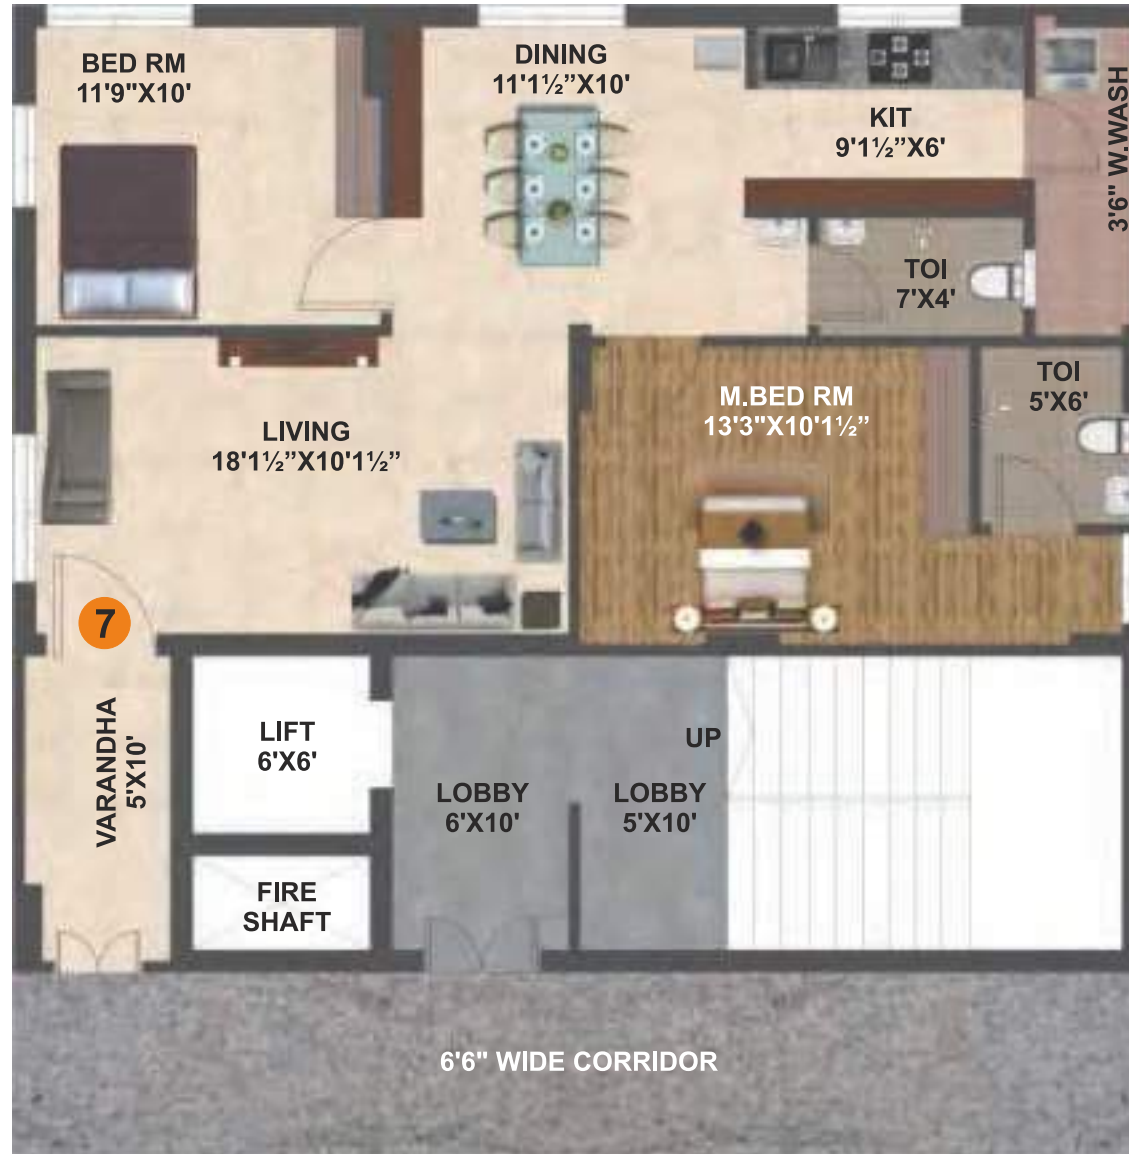 BED RM
11'9"X10'
DINING
11'1½”X10'
KIT
9'1½”X6'
3'6" W.WASH
TOI
7'X4'
M.BED RM
13'3"X10'1½”
TOI
5'X6'
LIVING
18'1½”X10'1½”
7
VARANDHA
5'X10'
LIFT
6'X6'
FIRE
SHAFT
LOBBY
6'X10'
LOBBY
5'X10'
UP
6'6" WIDE CORRIDOR